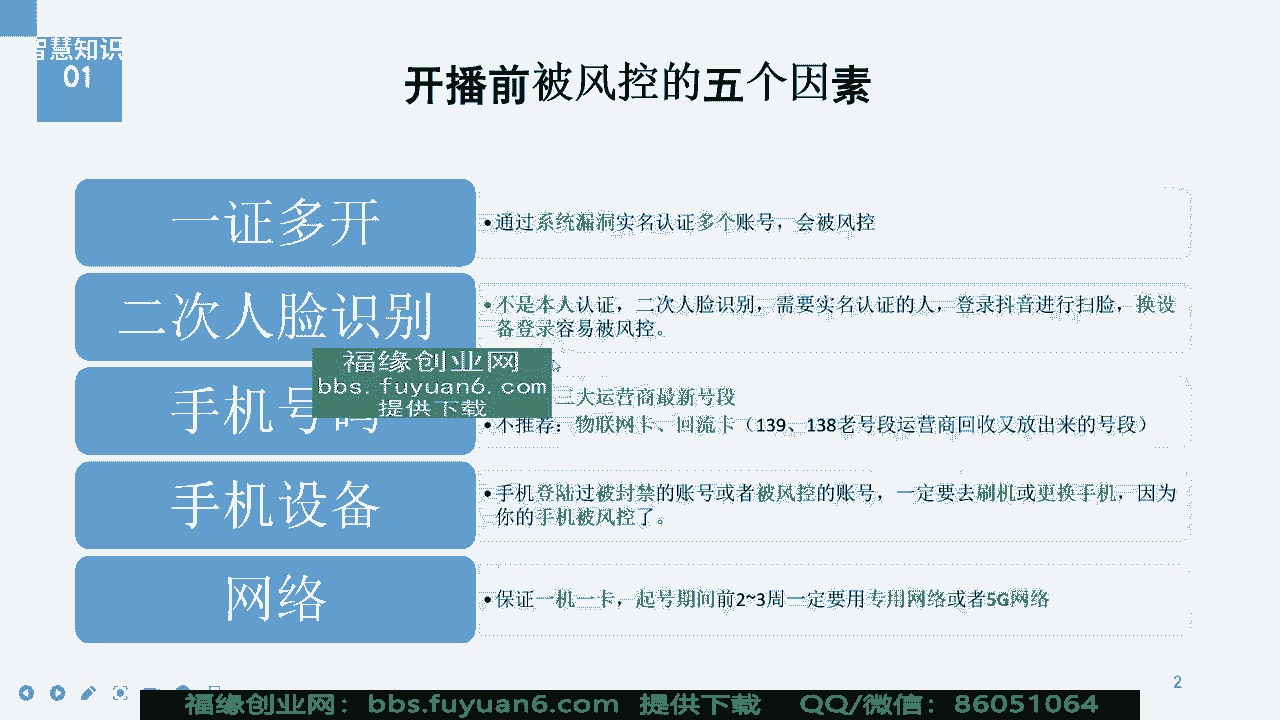 智慧知识
01
开播前被风控的五个因素
一证多开
•通过系统漏洞实名认证多个账号，会被风控
二次人脸识别
•不是本人认证，二次人脸识别，需要实名认证的人，登录抖音进行扫脸，换设
备登录容易被风控。
福缘创业网
bbs.fuyuan6.com
提供下载
手机号码
三大运营商最新号段
•不推荐：物联网卡、回流卡（139、138老号段运营商回收又放出来的号段）
手机设备
•手机登陆过被封禁的账号或者被风控的账号，一定要去刷机或更换手机，因为
你的手机被风控了。
网络
•保证一机一卡，起号期间前2~3周一定要用专用网络或者5G网络
2
福缘创业网：bbs.fuyuan6.com 提供下载 QQ/微信：86051064